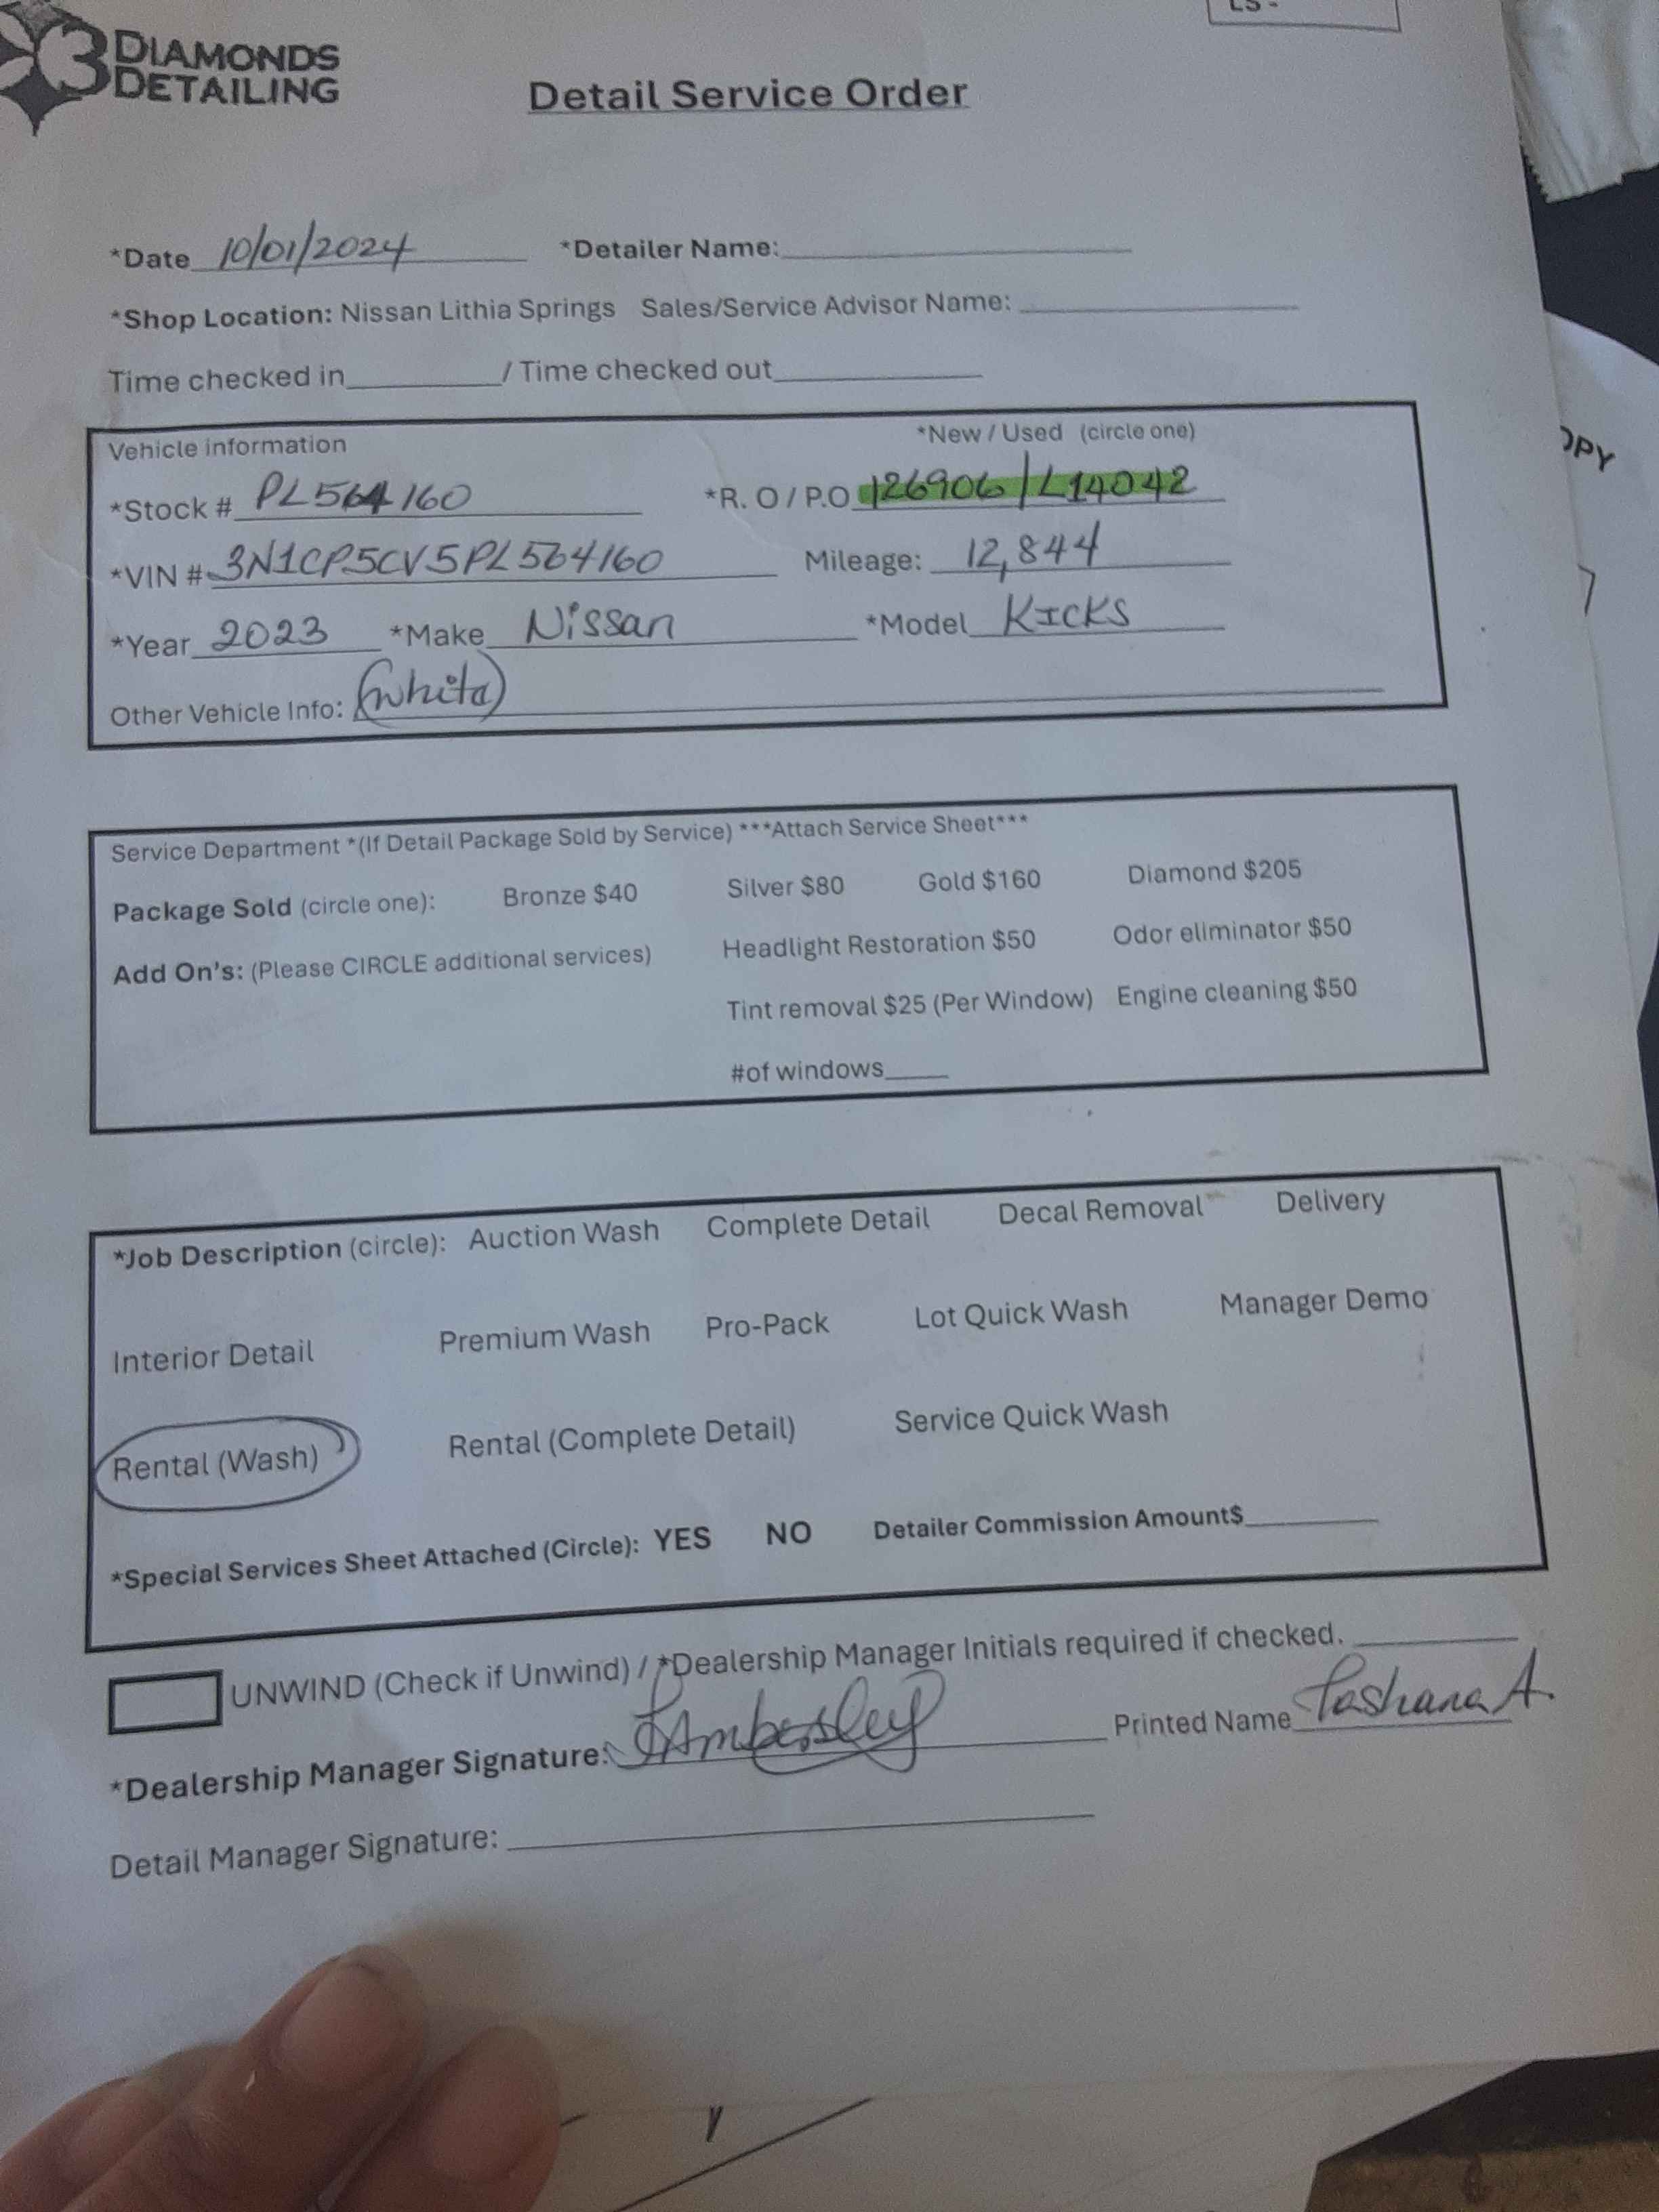 LS -
3 DIAMONDS
DETAILING
Detail Service Order
*Date 10/01/2024 *Detailer Name:
*Shop Location: Nissan Lithia Springs Sales/Service Advisor Name:
Time checked in / Time checked out
Vehicle information *New / Used (circle one)
*Stock # PL564160 *R. O / P.O 126906/L14042
*VIN # 3N1CP5CV5PL564160 Mileage: 12,844
*Year 2023 *Make Nissan *Model KICKS
Other Vehicle Info: (white)
Service Department *(If Detail Package Sold by Service) ***Attach Service Sheet***
Package Sold (circle one): Bronze $40 Silver $80 Gold $160 Diamond $205
Add On's: (Please CIRCLE additional services) Headlight Restoration $50 Odor eliminator $50
Tint removal $25 (Per Window) Engine cleaning $50
#of windows
*Job Description (circle): Auction Wash Complete Detail Decal Removal Delivery
Interior Detail Premium Wash Pro-Pack Lot Quick Wash Manager Demo
Rental (Wash) Rental (Complete Detail) Service Quick Wash
*Special Services Sheet Attached (Circle): YES NO Detailer Commission Amount$
UNWIND (Check if Unwind) / *Dealership Manager Initials required if checked.
*Dealership Manager Signature: Printed Name Tashana A.
Detail Manager Signature:
OPY